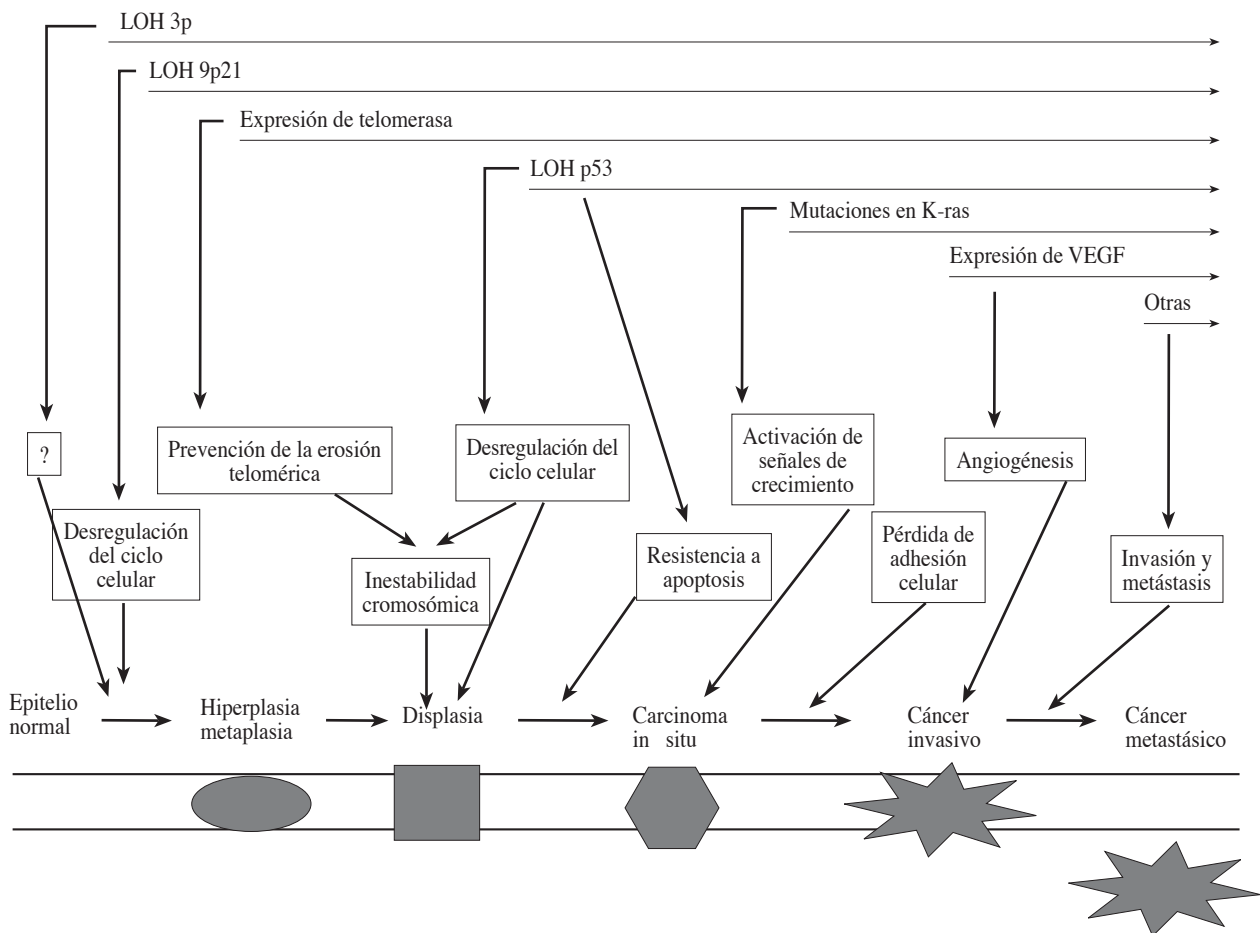 LOH 3p
LOH 9p21
Expresión de telomerasa
LOH p53
Mutaciones en K-ras
Expresión de VEGF
Otras
?
Desregulación
del ciclo
celular
Prevención de la erosión
telomérica
Inestabilidad
cromosómica
Desregulación del
ciclo celular
Resistencia a
apoptosis
Activación de
señales de
crecimiento
Pérdida de
adhesión
celular
Angiogénesis
Invasión y
metástasis
Epitelio
normal
Hiperplasia
metaplasia
Displasia
Carcinoma
in situ
Cáncer
invasivo
Cáncer
metastásico